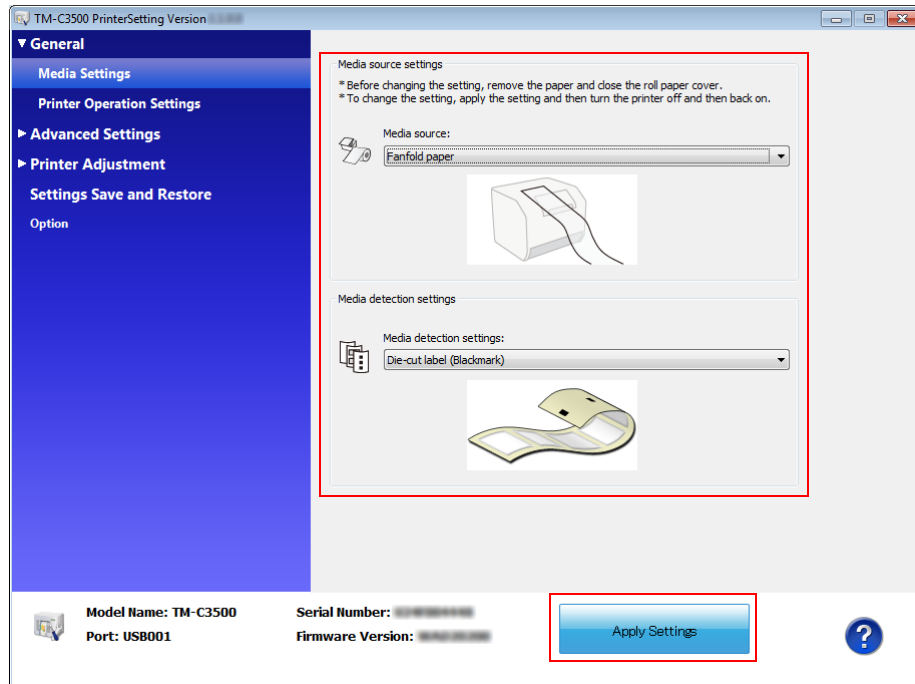 TM-C3500 PrinterSetting Version
General
Media Settings
Printer Operation Settings
Advanced Settings
Printer Adjustment
Settings Save and Restore
Option
Media source settings
* Before changing the setting, remove the paper and close the roll paper cover.
* To change the setting, apply the setting and then turn the printer off and then back on.
Media source:
Fanfold paper
Media detection settings
Media detection settings:
Die-cut label (Blackmark)
Model Name: TM-C3500
Serial Number:
Port: USB001
Firmware Version:
Apply Settings
?